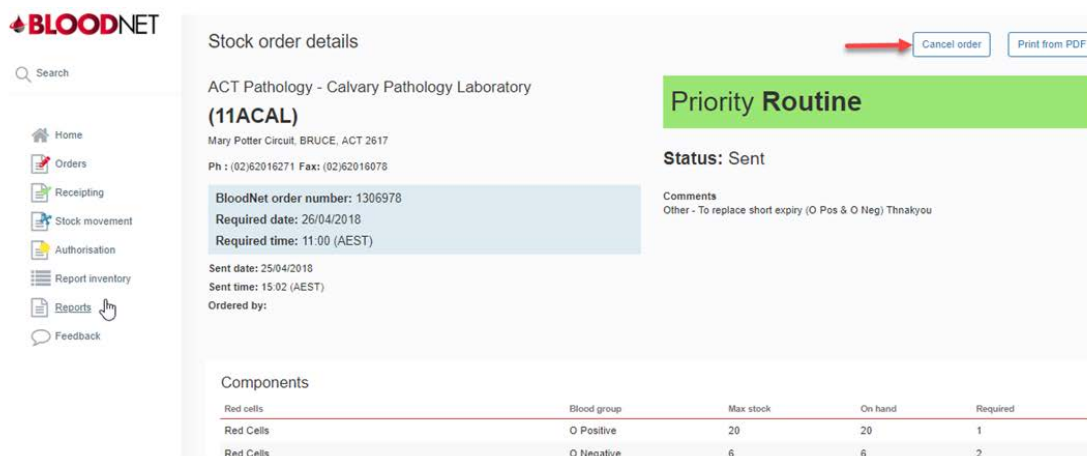 BLOODNET
Search
Home
Orders
Receipting
Stock movement
Authorisation
Report inventory
Reports
Feedback
Stock order details
Cancel order
Print from PDF
ACT Pathology - Calvary Pathology Laboratory
(11ACAL)
Mary Potter Circuit, BRUCE, ACT 2617
Ph : (02)62016271 Fax: (02)62016078
BloodNet order number: 1306978
Required date: 26/04/2018
Required time: 11:00 (AEST)
Sent date: 25/04/2018
Sent time: 15:02 (AEST)
Ordered by:
Priority Routine
Status: Sent
Comments
Other - To replace short expiry (O Pos & O Neg) Thnakyou
Components
Red cells Blood group Max stock On hand Required
Red Cells O Positive 20 20 1
Red Cells O Negative 6 6 2